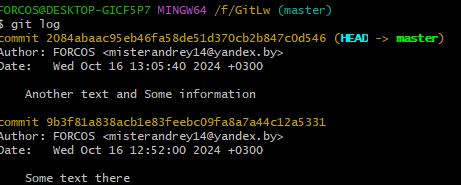 FORCOS@DESKTOP-GICF5P7 MINGW64 /f/GitLw (master)
$ git log
commit 2084abaac95eb46fa58de51d370cb2b847c0d546 (HEAD -> master)
Author: FORCOS <misterandrey14@yandex.by>
Date:   Wed Oct 16 13:05:40 2024 +0300

    Another text and Some information

commit 9b3f81a838acb1e83feebc09fa8a7a44c12a5331
Author: FORCOS <misterandrey14@yandex.by>
Date:   Wed Oct 16 12:52:00 2024 +0300

    Some text there